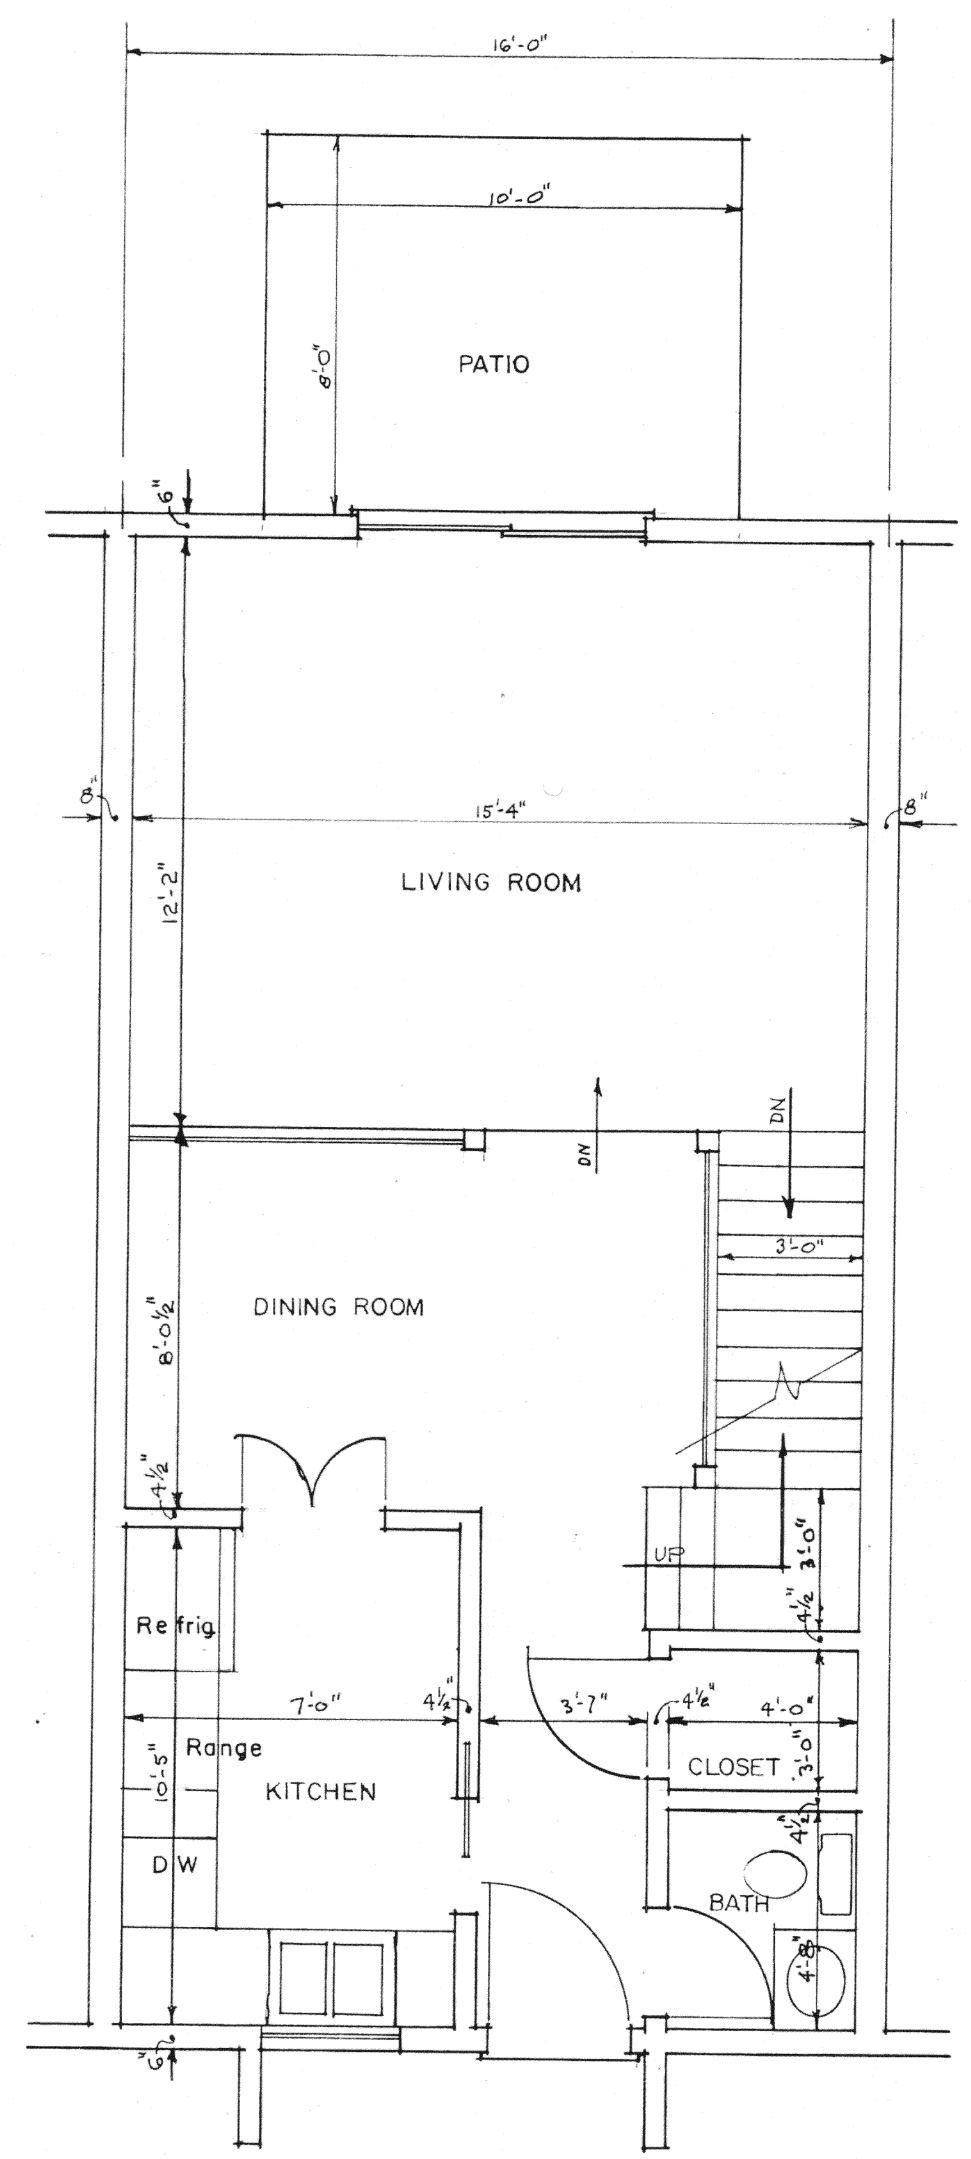 16'-0"
10'-0"
8'-0"
PATIO
6"
8"
15'-4"
8"
12'-2"
LIVING ROOM
DN
DN
3'-0"
8'-0½"
DINING ROOM
4½"
UP
3'-0"
4½"
Refrig
7'-0"
4½"
3'-7"
4½"
4'-0"
3'-0"
Range
CLOSET
10'-5"
KITCHEN
4½"
DW
BATH
4'-8"
6"